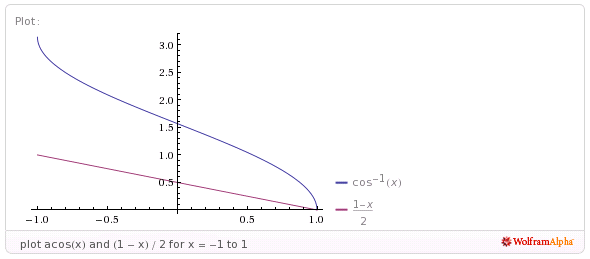 Plot:
3.0
2.5
2.0
1.5
1.0
0.5
−1.0 −0.5 0.5 1.0
cos⁻¹(x)
1−x
2
plot acos(x) and (1 − x) / 2 for x = −1 to 1
WolframAlpha